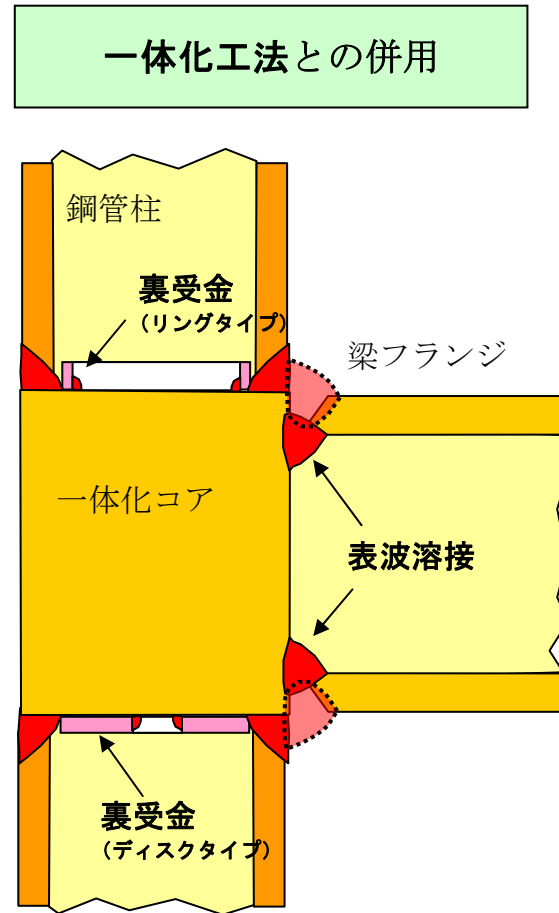 一体化工法との併用
鋼管柱
裏受金
（リングタイプ）
梁フランジ
一体化コア
表波溶接
裏受金
（ディスクタイプ）